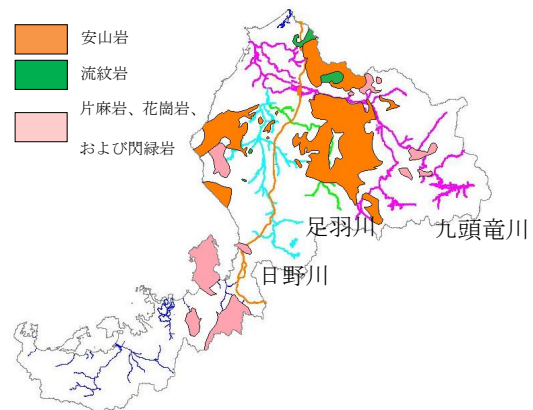 安山岩
流紋岩
片麻岩、花崗岩、
および閃緑岩
足羽川
九頭竜川
日野川